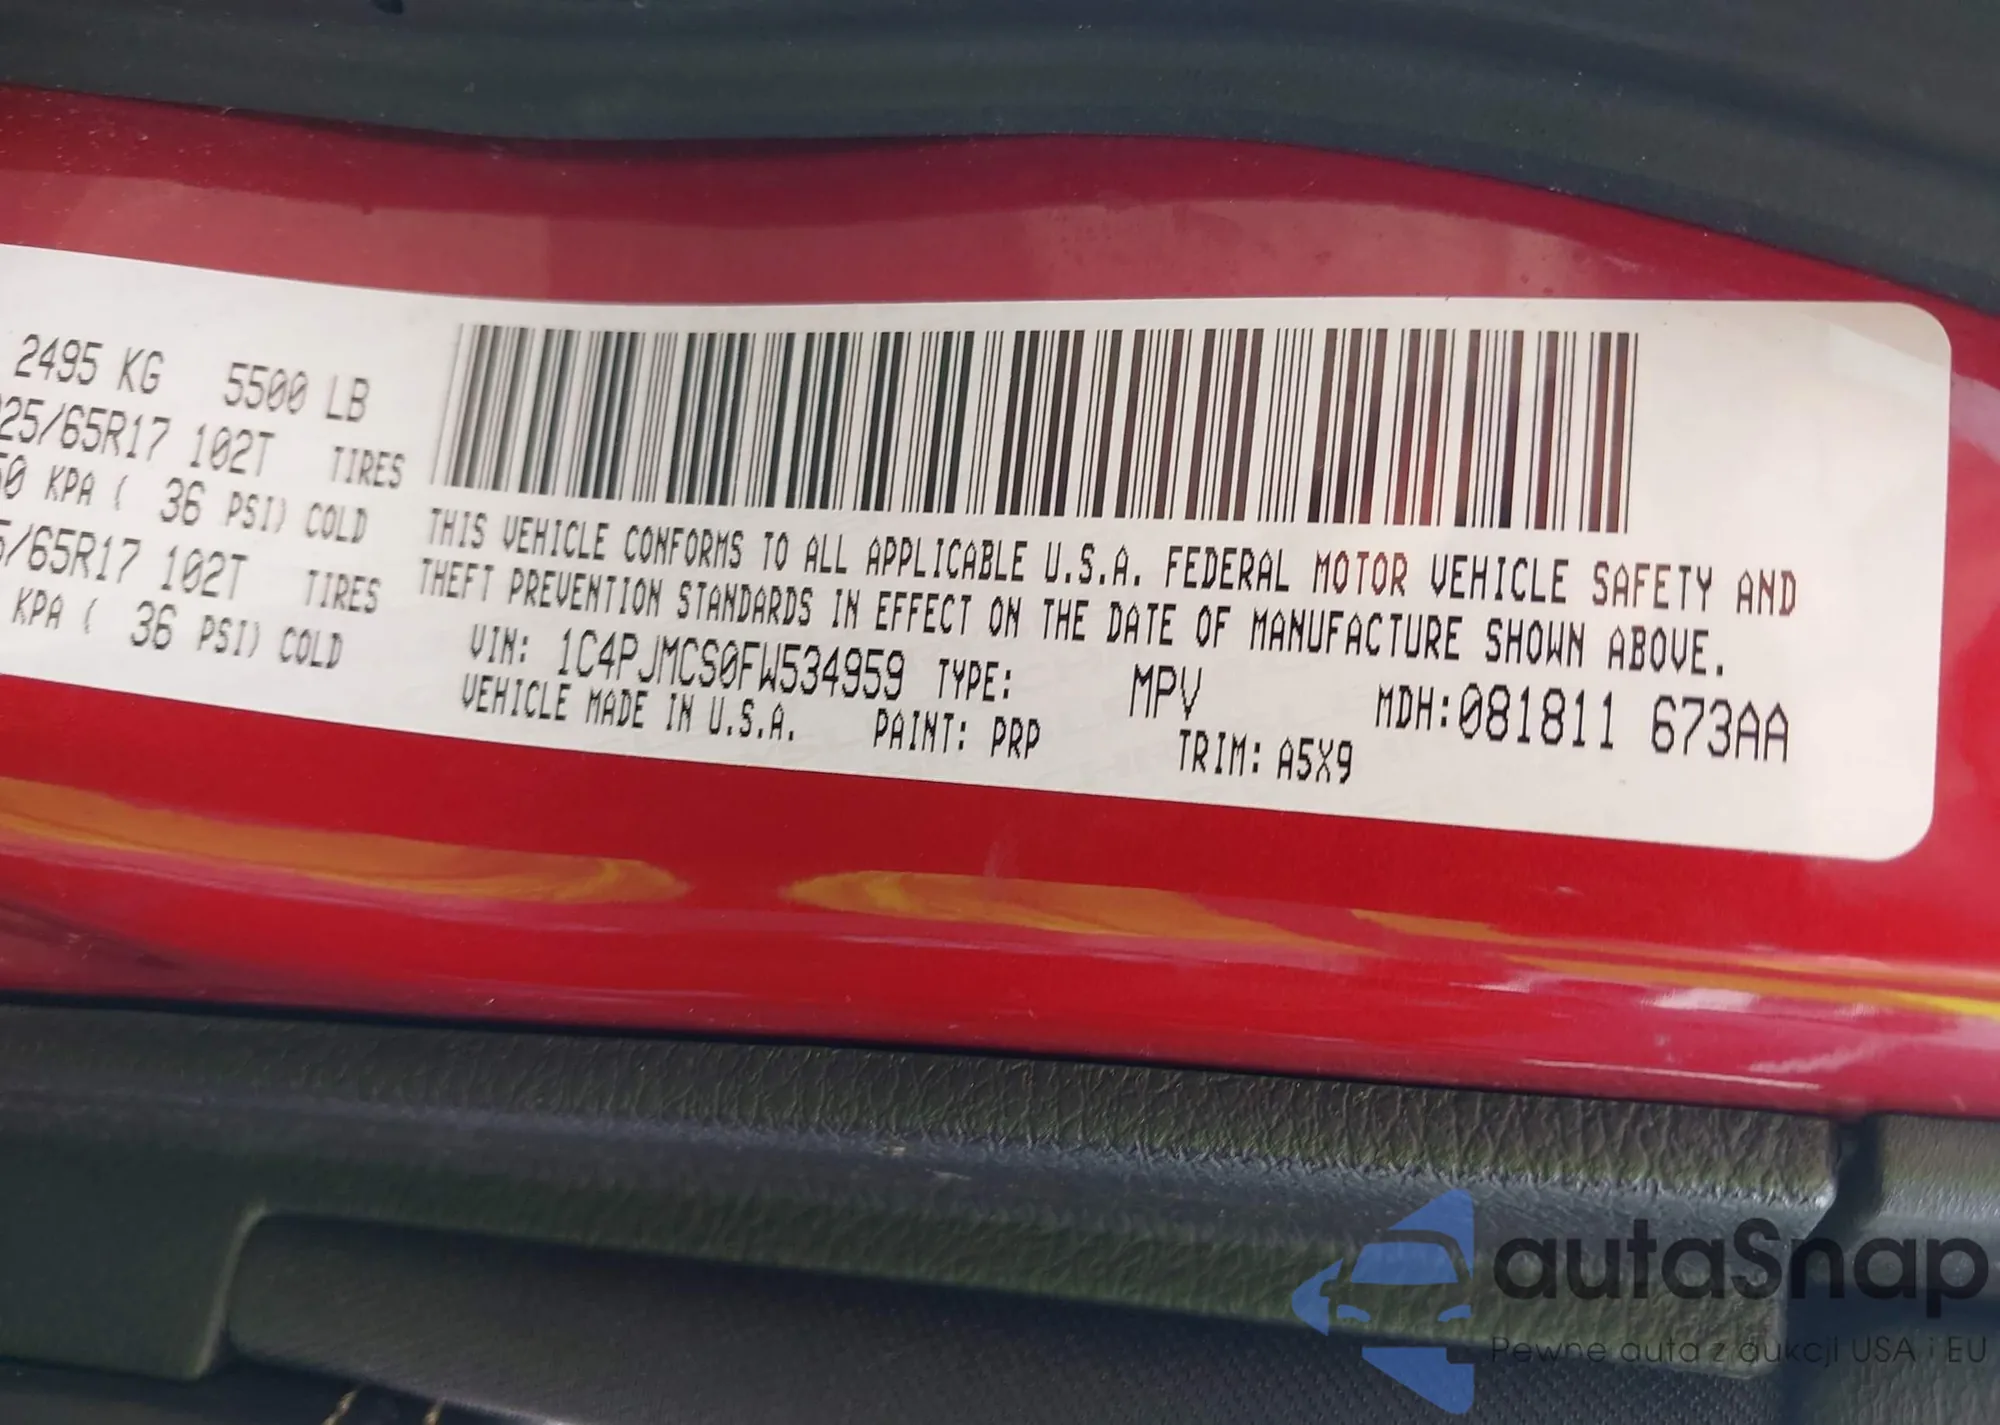 2495 KG 5500 LB
225/65R17 102T TIRES
50 KPA ( 36 PSI) COLD
5/65R17 102T TIRES
KPA ( 36 PSI) COLD
THIS VEHICLE CONFORMS TO ALL APPLICABLE U.S.A. FEDERAL MOTOR VEHICLE SAFETY AND
THEFT PREVENTION STANDARDS IN EFFECT ON THE DATE OF MANUFACTURE SHOWN ABOVE.
VIN: 1C4PJMCS0FW534959 TYPE: MPV MDH:081811 673AA
VEHICLE MADE IN U.S.A. PAINT: PRP TRIM: A5X9
autaSnap
Pewne auta z aukcji USA i EU